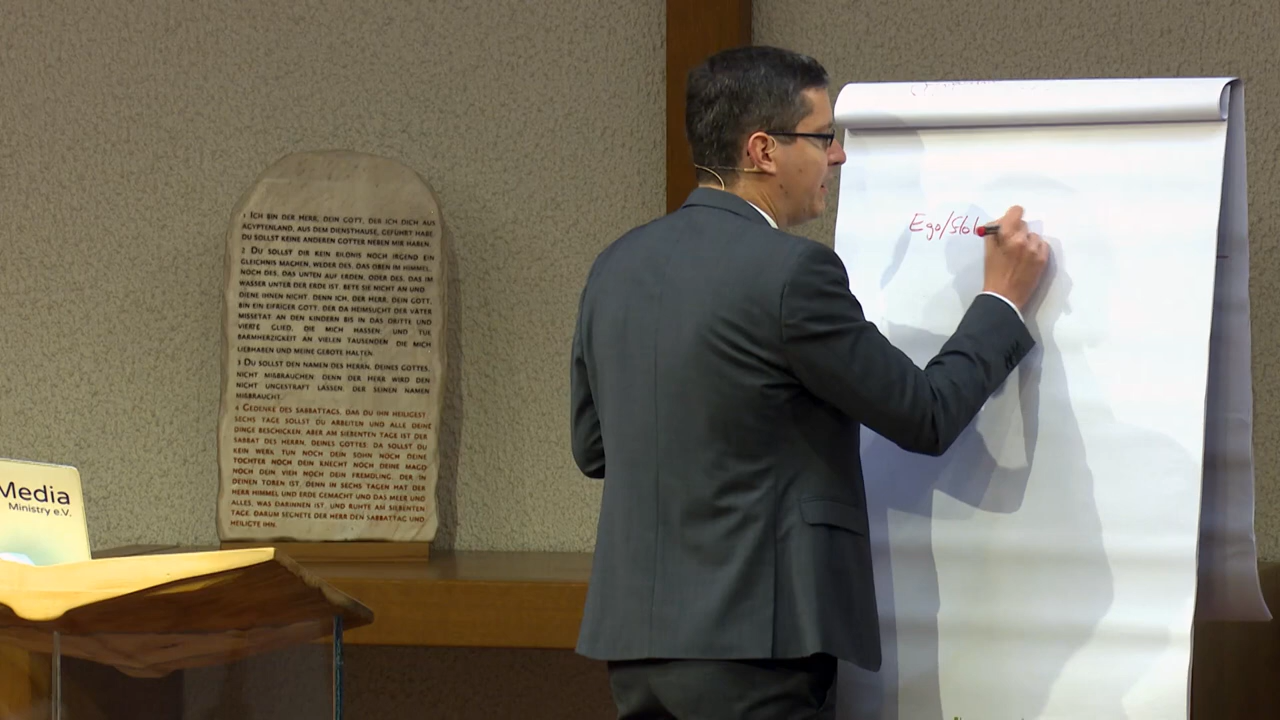 1 ICH BIN DER HERR, DEIN GOTT, DER ICH DICH AUS
ÄGYPTENLAND, AUS DEM DIENSTHAUSE, GEFÜHRT HABE.
DU SOLLST KEINE ANDEREN GÖTTER NEBEN MIR HABEN.
2 DU SOLLST DIR KEIN BILDNIS NOCH IRGEND EIN
GLEICHNIS MACHEN, WEDER DES, DAS OBEN IM HIMMEL,
NOCH DES, DAS UNTEN AUF ERDEN, ODER DES, DAS IM
WASSER UNTER DER ERDE IST. BETE SIE NICHT AN UND
DIENE IHNEN NICHT. DENN ICH, DER HERR, DEIN GOTT,
BIN EIN EIFRIGER GOTT, DER DA HEIMSUCHT DER VÄTER
MISSETAT AN DEN KINDERN BIS IN DAS DRITTE UND
VIERTE GLIED, DIE MICH HASSEN; UND TUE
BARMHERZIGKEIT AN VIELEN TAUSENDEN DIE MICH
LIEBHABEN UND MEINE GEBOTE HALTEN.
3 DU SOLLST DEN NAMEN DES HERRN, DEINES GOTTES,
NICHT MIßBRAUCHEN; DENN DER HERR WIRD DEN
NICHT UNGESTRAFT LASSEN, DER SEINEN NAMEN
MIßBRAUCHT.
4 GEDENKE DES SABBATTAGS, DAß DU IHN HEILIGEST.
SECHS TAGE SOLLST DU ARBEITEN UND ALLE DEINE
DINGE BESCHICKEN. ABER AM SIEBENTEN TAGE IST DER
SABBAT DES HERRN, DEINES GOTTES; DA SOLLST DU
KEIN WERK TUN NOCH DEIN SOHN NOCH DEINE
TOCHTER NOCH DEIN KNECHT NOCH DEINE MAGD
NOCH DEIN VIEH NOCH DEIN FREMDLING, DER IN
DEINEN TOREN IST. DENN IN SECHS TAGEN HAT DER
HERR HIMMEL UND ERDE GEMACHT UND DAS MEER UND
ALLES, WAS DARINNEN IST, UND RUHTE AM SIEBENTEN
TAGE. DARUM SEGNETE DER HERR DEN SABBATTAG UND
HEILIGTE IHN.
Media
Ministry e.V.
Ego/Stol